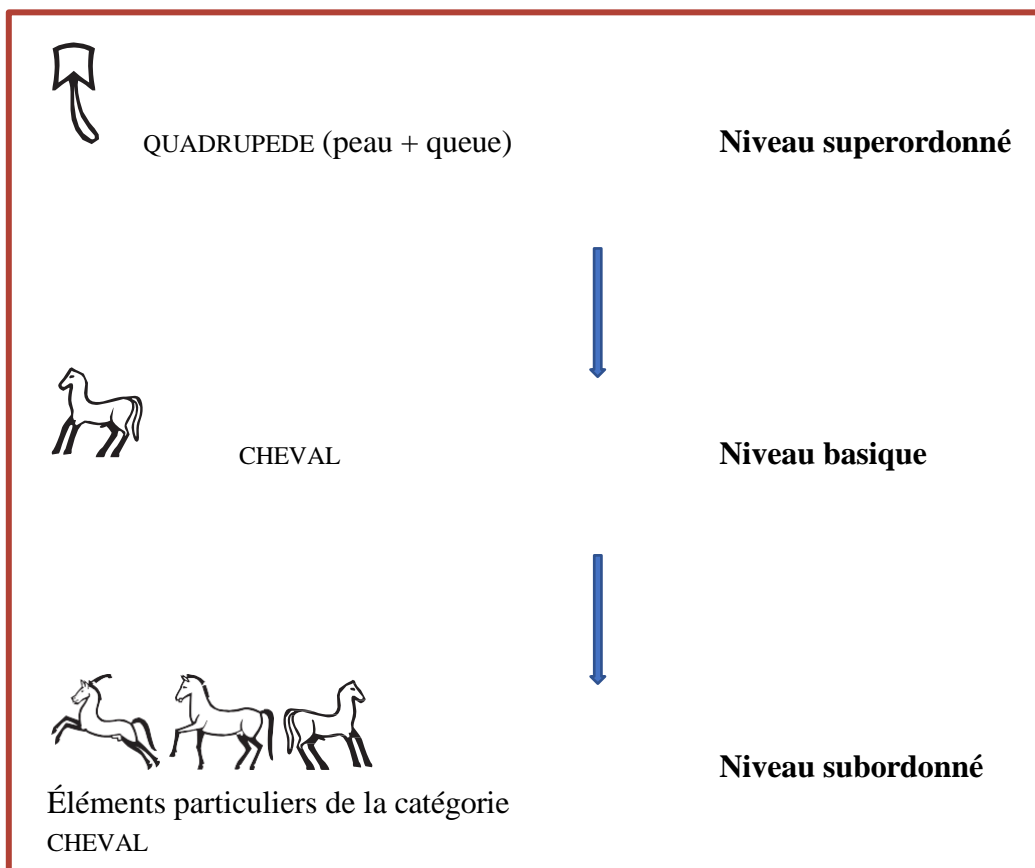 QUADRUPEDE (peau + queue) Niveau superordonné
CHEVAL Niveau basique
Niveau subordonné
Éléments particuliers de la catégorie
CHEVAL